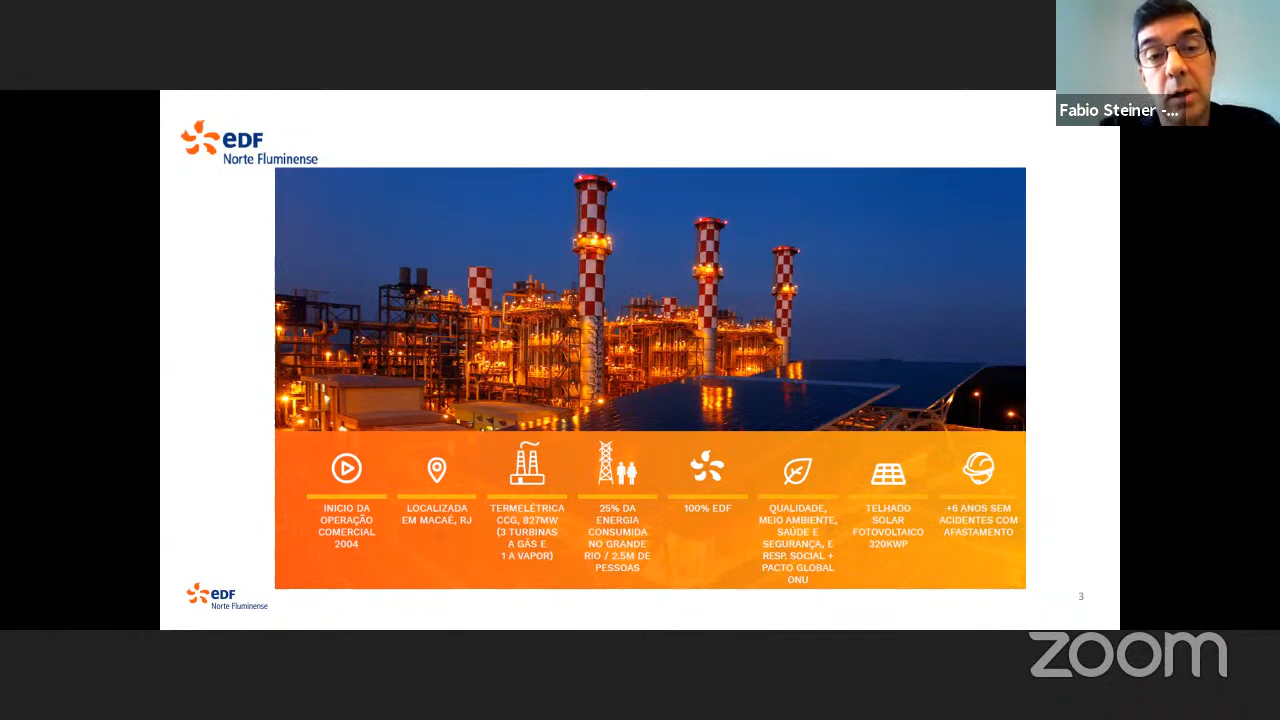 Fabio Steiner -...
eDF
Norte Fluminense
INICIO DA
OPERAÇÃO
COMERCIAL
2004
LOCALIZADA
EM MACAÉ, RJ
TERMELÉTRICA
CCG, 827MW
(3 TURBINAS
A GÁS E
1 A VAPOR)
25% DA
ENERGIA
CONSUMIDA
NO GRANDE
RIO / 2.5M DE
PESSOAS
100% EDF
QUALIDADE,
MEIO AMBIENTE,
SAÚDE E
SEGURANÇA, E
RESP. SOCIAL +
PACTO GLOBAL
ONU
TELHADO
SOLAR
FOTOVOLTAICO
320KWP
+6 ANOS SEM
ACIDENTES COM
AFASTAMENTO
eDF
Norte Fluminense
3
zoom